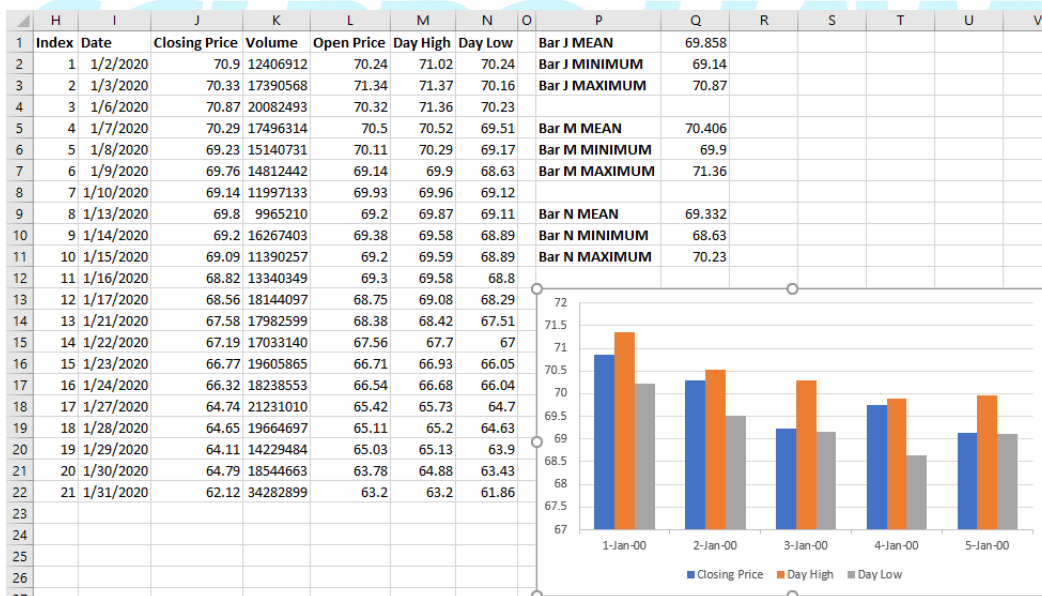 H I J K L M N O P Q R S T U V
1 Index Date Closing Price Volume Open Price Day High Day Low Bar J MEAN 69.858
2 1 1/2/2020 70.9 12406912 70.24 71.02 70.24 Bar J MINIMUM 69.14
3 2 1/3/2020 70.33 17390568 71.34 71.37 70.16 Bar J MAXIMUM 70.87
4 3 1/6/2020 70.87 20082493 70.32 71.36 70.23
5 4 1/7/2020 70.29 17496314 70.5 70.52 69.51 Bar M MEAN 70.406
6 5 1/8/2020 69.23 15140731 70.11 70.29 69.17 Bar M MINIMUM 69.9
7 6 1/9/2020 69.76 14812442 69.14 69.9 68.63 Bar M MAXIMUM 71.36
8 7 1/10/2020 69.14 11997133 69.93 69.96 69.12
9 8 1/13/2020 69.8 9965210 69.2 69.87 69.11 Bar N MEAN 69.332
10 9 1/14/2020 69.2 16267403 69.38 69.58 68.89 Bar N MINIMUM 68.63
11 10 1/15/2020 69.09 11390257 69.2 69.59 68.89 Bar N MAXIMUM 70.23
12 11 1/16/2020 68.82 13340349 69.3 69.58 68.8
13 12 1/17/2020 68.56 18144097 68.75 69.08 68.29
14 13 1/21/2020 67.58 17982599 68.38 68.42 67.51
15 14 1/22/2020 67.19 17033140 67.56 67.7 67
16 15 1/23/2020 66.77 19605865 66.71 66.93 66.05
17 16 1/24/2020 66.32 18238553 66.54 66.68 66.04
18 17 1/27/2020 64.74 21231010 65.42 65.73 64.7
19 18 1/28/2020 64.65 19664697 65.11 65.2 64.63
20 19 1/29/2020 64.11 14229484 65.03 65.13 63.9
21 20 1/30/2020 64.79 18544663 63.78 64.88 63.43
22 21 1/31/2020 62.12 34282899 63.2 63.2 61.86
23
24
25
26
72
71.5
71
70.5
70
69.5
69
68.5
68
67.5
67
1-Jan-00 2-Jan-00 3-Jan-00 4-Jan-00 5-Jan-00
Closing Price Day High Day Low